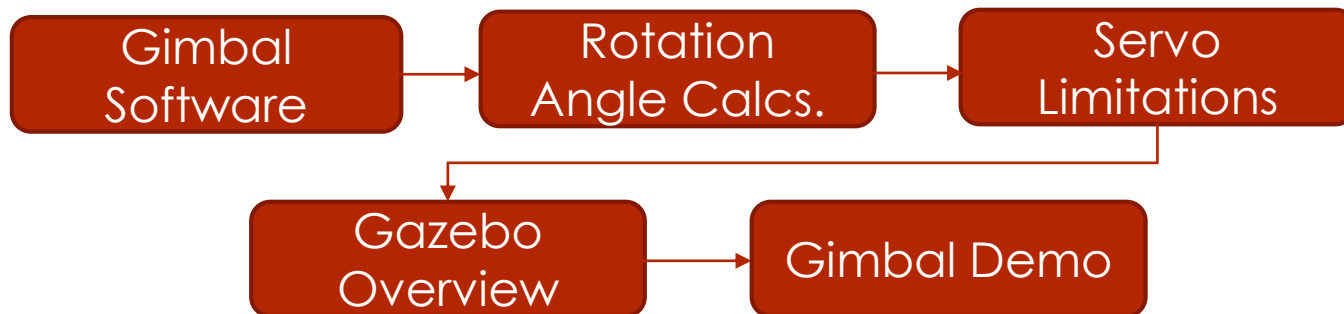 Gimbal
Software
Rotation
Angle Calcs.
Servo
Limitations
Gazebo
Overview
Gimbal Demo